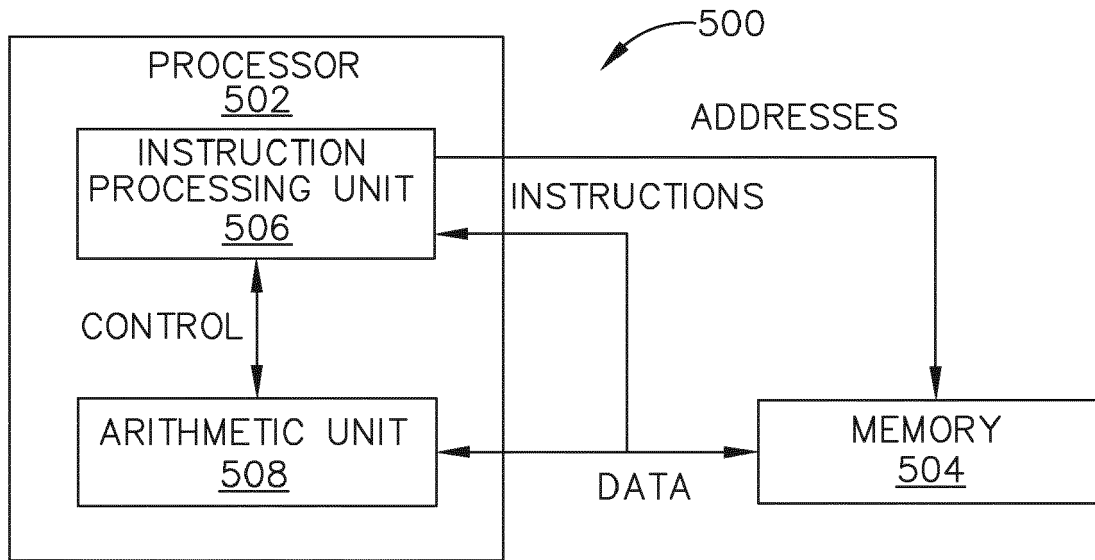 500
PROCESSOR
502
ADDRESSES
INSTRUCTION
PROCESSING UNIT
506
INSTRUCTIONS
CONTROL
ARITHMETIC UNIT
508
DATA
MEMORY
504